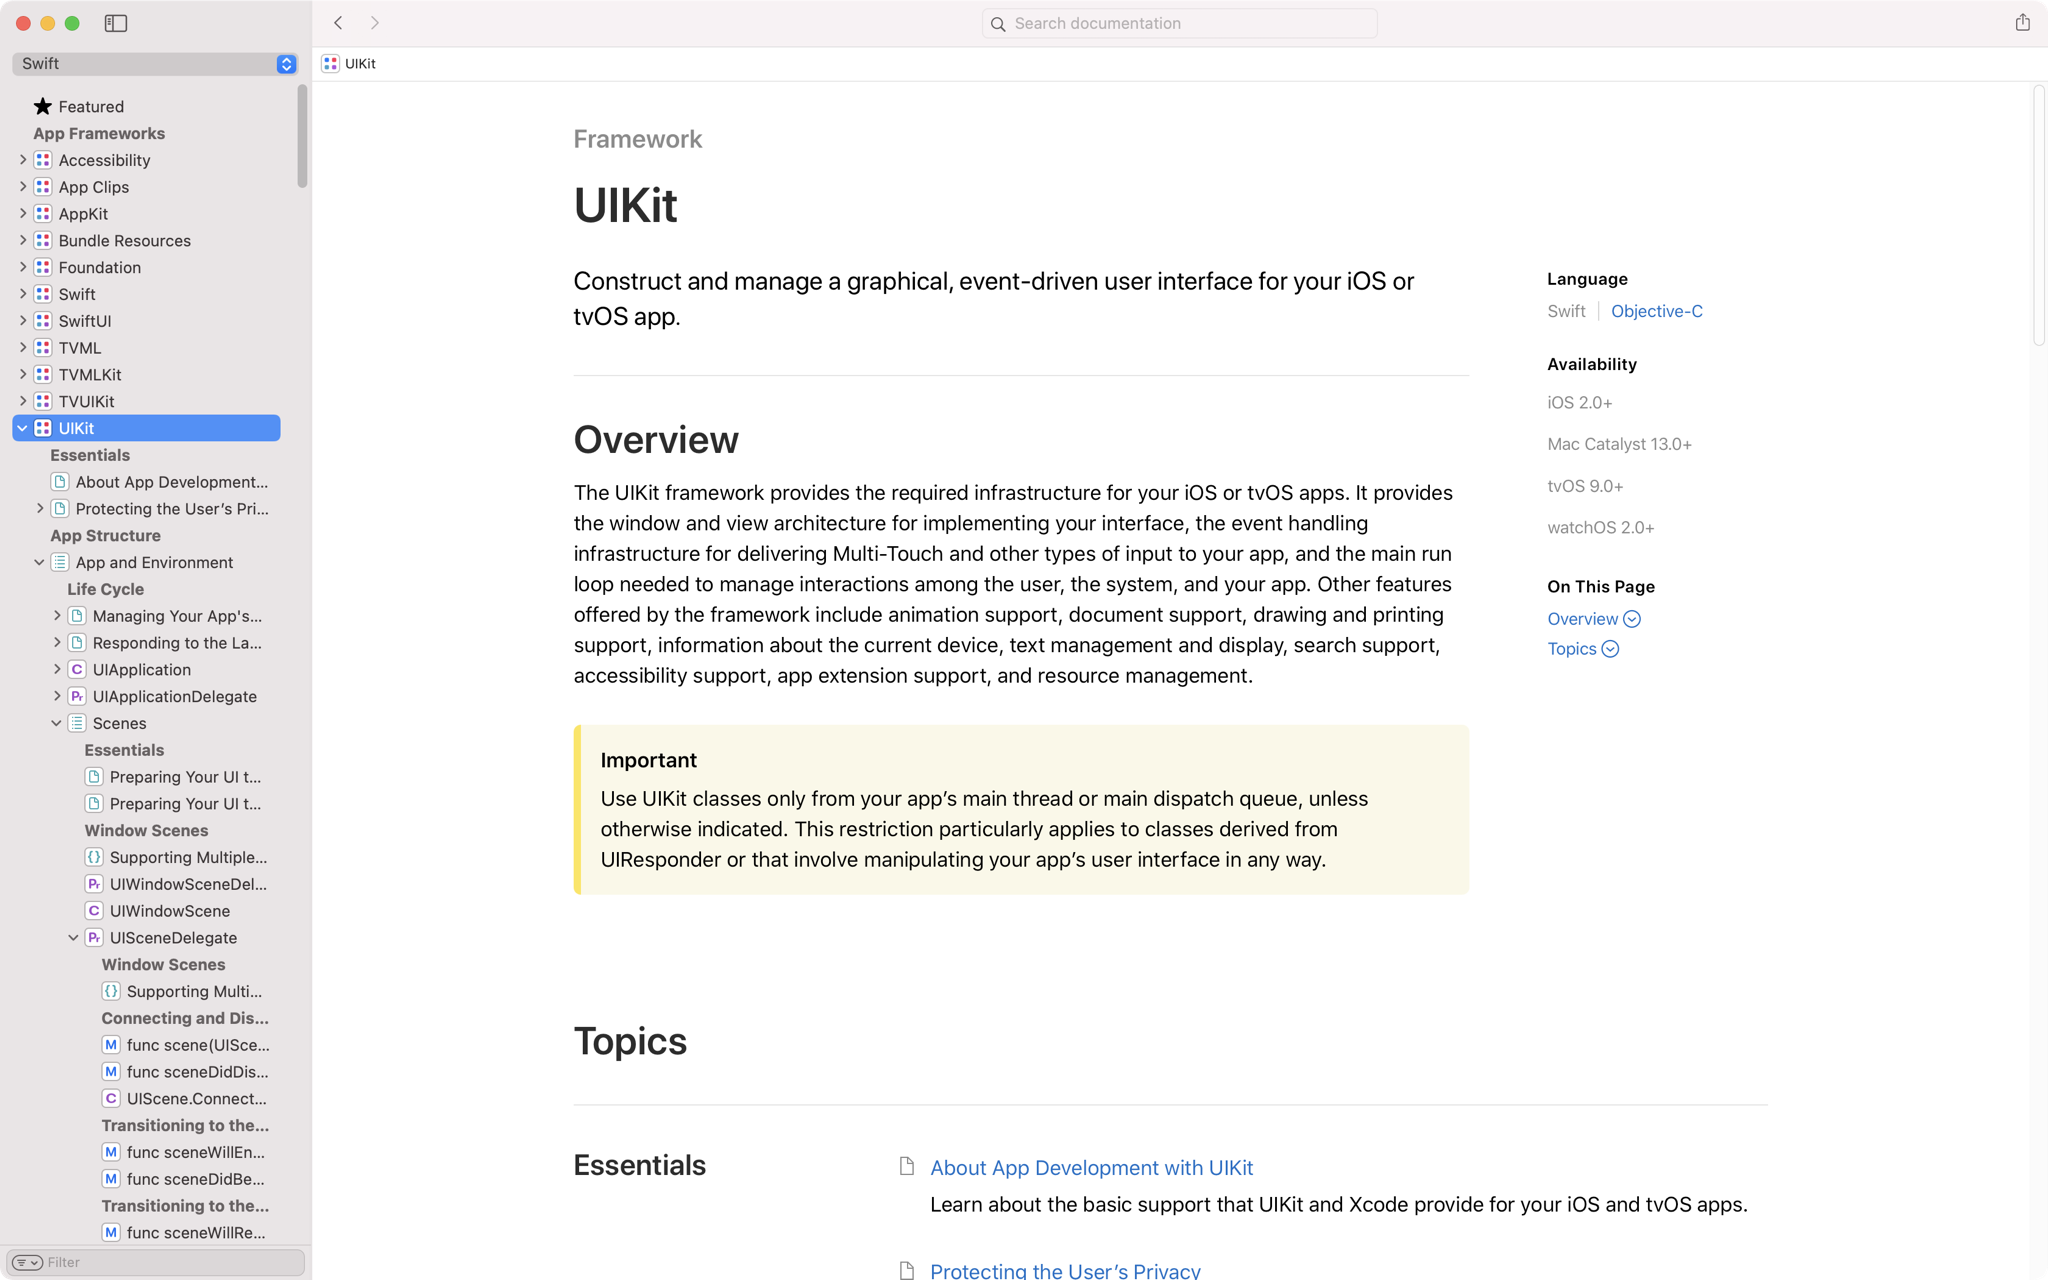 Search documentation
Swift
UIKit
Featured
App Frameworks
Accessibility
App Clips
AppKit
Bundle Resources
Foundation
Swift
SwiftUI
TVML
TVMLKit
TVUIKit
UIKit
Essentials
About App Development...
Protecting the User’s Pri...
App Structure
App and Environment
Life Cycle
Managing Your App's...
Responding to the La...
C UIApplication
Pr UIApplicationDelegate
Scenes
Essentials
Preparing Your UI t...
Preparing Your UI t...
Window Scenes
{} Supporting Multiple...
Pr UIWindowSceneDel...
C UIWindowScene
Pr UISceneDelegate
Window Scenes
{} Supporting Multi...
Connecting and Dis...
M func scene(UISce...
M func sceneDidDis...
C UIScene.Connect...
Transitioning to the...
M func sceneWillEn...
M func sceneDidBe...
Transitioning to the...
M func sceneWillRe...
Filter
Framework
UIKit
Construct and manage a graphical, event-driven user interface for your iOS or
tvOS app.
Overview
The UIKit framework provides the required infrastructure for your iOS or tvOS apps. It provides
the window and view architecture for implementing your interface, the event handling
infrastructure for delivering Multi-Touch and other types of input to your app, and the main run
loop needed to manage interactions among the user, the system, and your app. Other features
offered by the framework include animation support, document support, drawing and printing
support, information about the current device, text management and display, search support,
accessibility support, app extension support, and resource management.
Important
Use UIKit classes only from your app’s main thread or main dispatch queue, unless
otherwise indicated. This restriction particularly applies to classes derived from
UIResponder or that involve manipulating your app’s user interface in any way.
Topics
Essentials
About App Development with UIKit
Learn about the basic support that UIKit and Xcode provide for your iOS and tvOS apps.
Protecting the User’s Privacy
Language
Swift Objective-C
Availability
iOS 2.0+
Mac Catalyst 13.0+
tvOS 9.0+
watchOS 2.0+
On This Page
Overview
Topics